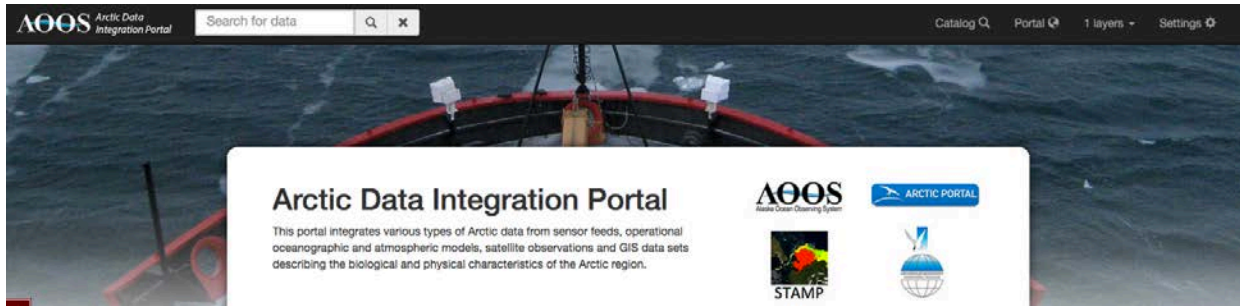 AOOS Arctic Data Integration Portal
Search for data
Catalog
Portal
1 layers
Settings
Arctic Data Integration Portal
This portal integrates various types of Arctic data from sensor feeds, operational
oceanographic and atmospheric models, satellite observations and GIS data sets
describing the biological and physical characteristics of the Arctic region.
AOOS
Alaska Ocean Observing System
ARCTIC PORTAL
STAMP